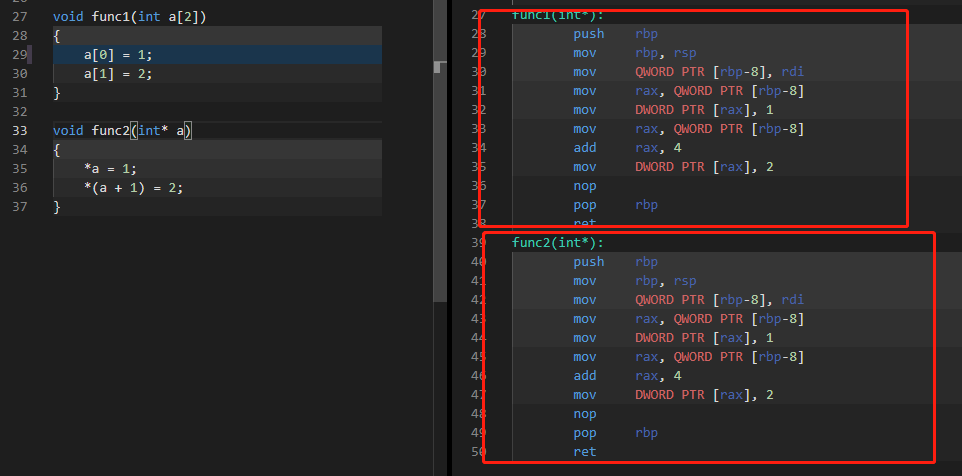 27 void func1(int a[2])
28 {
29 a[0] = 1;
30 a[1] = 2;
31 }
32
33 void func2(int* a)
34 {
35 *a = 1;
36 *(a + 1) = 2;
37 }
27 func1(int*):
28 push rbp
29 mov rbp, rsp
30 mov QWORD PTR [rbp-8], rdi
31 mov rax, QWORD PTR [rbp-8]
32 mov DWORD PTR [rax], 1
33 mov rax, QWORD PTR [rbp-8]
34 add rax, 4
35 mov DWORD PTR [rax], 2
36 nop
37 pop rbp
38 ret
39 func2(int*):
40 push rbp
41 mov rbp, rsp
42 mov QWORD PTR [rbp-8], rdi
43 mov rax, QWORD PTR [rbp-8]
44 mov DWORD PTR [rax], 1
45 mov rax, QWORD PTR [rbp-8]
46 add rax, 4
47 mov DWORD PTR [rax], 2
48 nop
49 pop rbp
50 ret